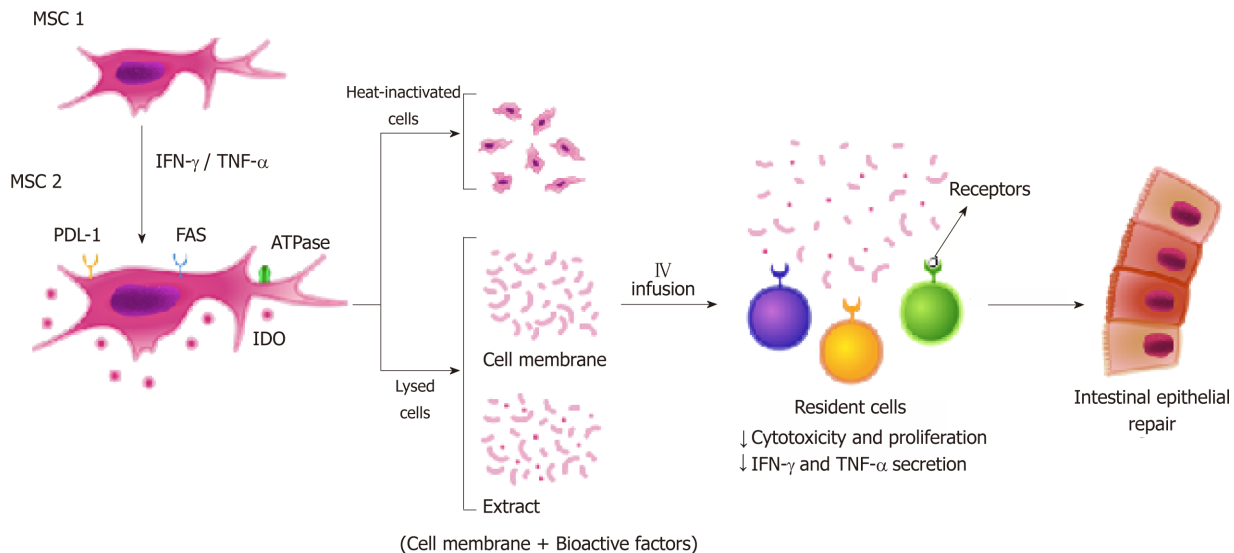 MSC 1
IFN-γ / TNF-α
MSC 2
PDL-1
FAS
ATPase
IDO
Heat-inactivated
cells
Lysed
cells
Cell membrane
Extract
(Cell membrane + Bioactive factors)
IV
infusion
Receptors
Resident cells
↓ Cytotoxicity and proliferation
↓ IFN-γ and TNF-α secretion
Intestinal epithelial
repair